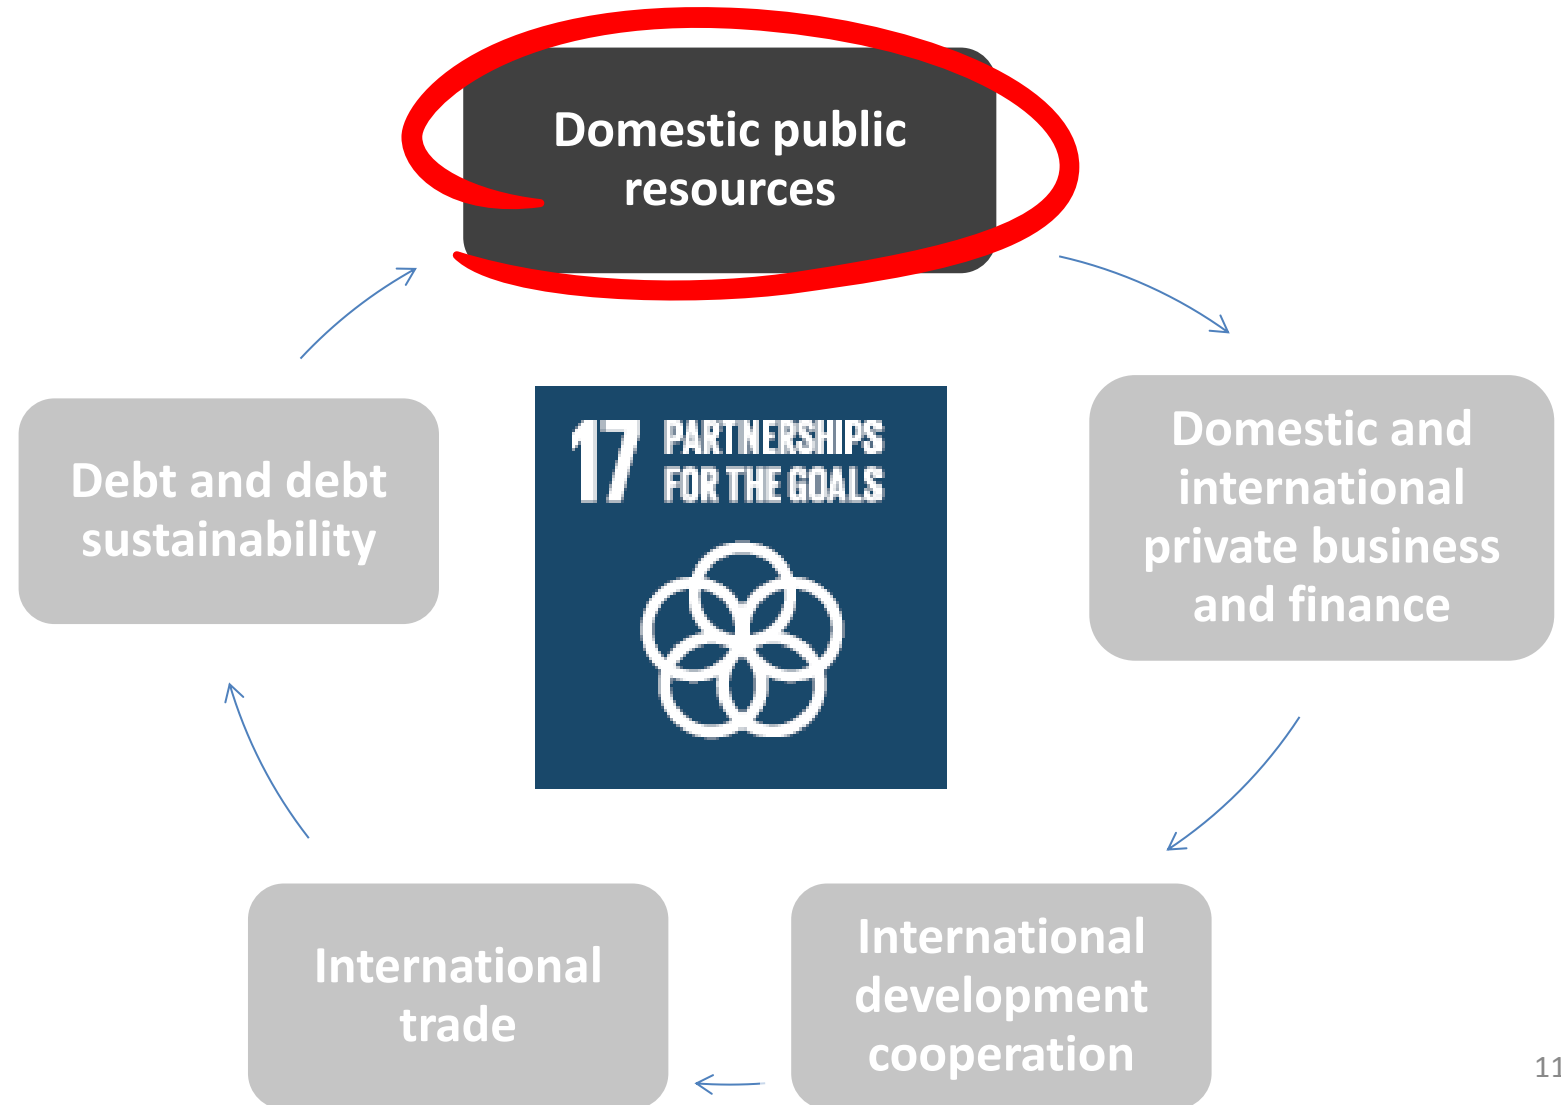 Domestic public
resources
Domestic and
international
private business
and finance
International
development
cooperation
International
trade
Debt and debt
sustainability
17 PARTNERSHIPS
FOR THE GOALS
11